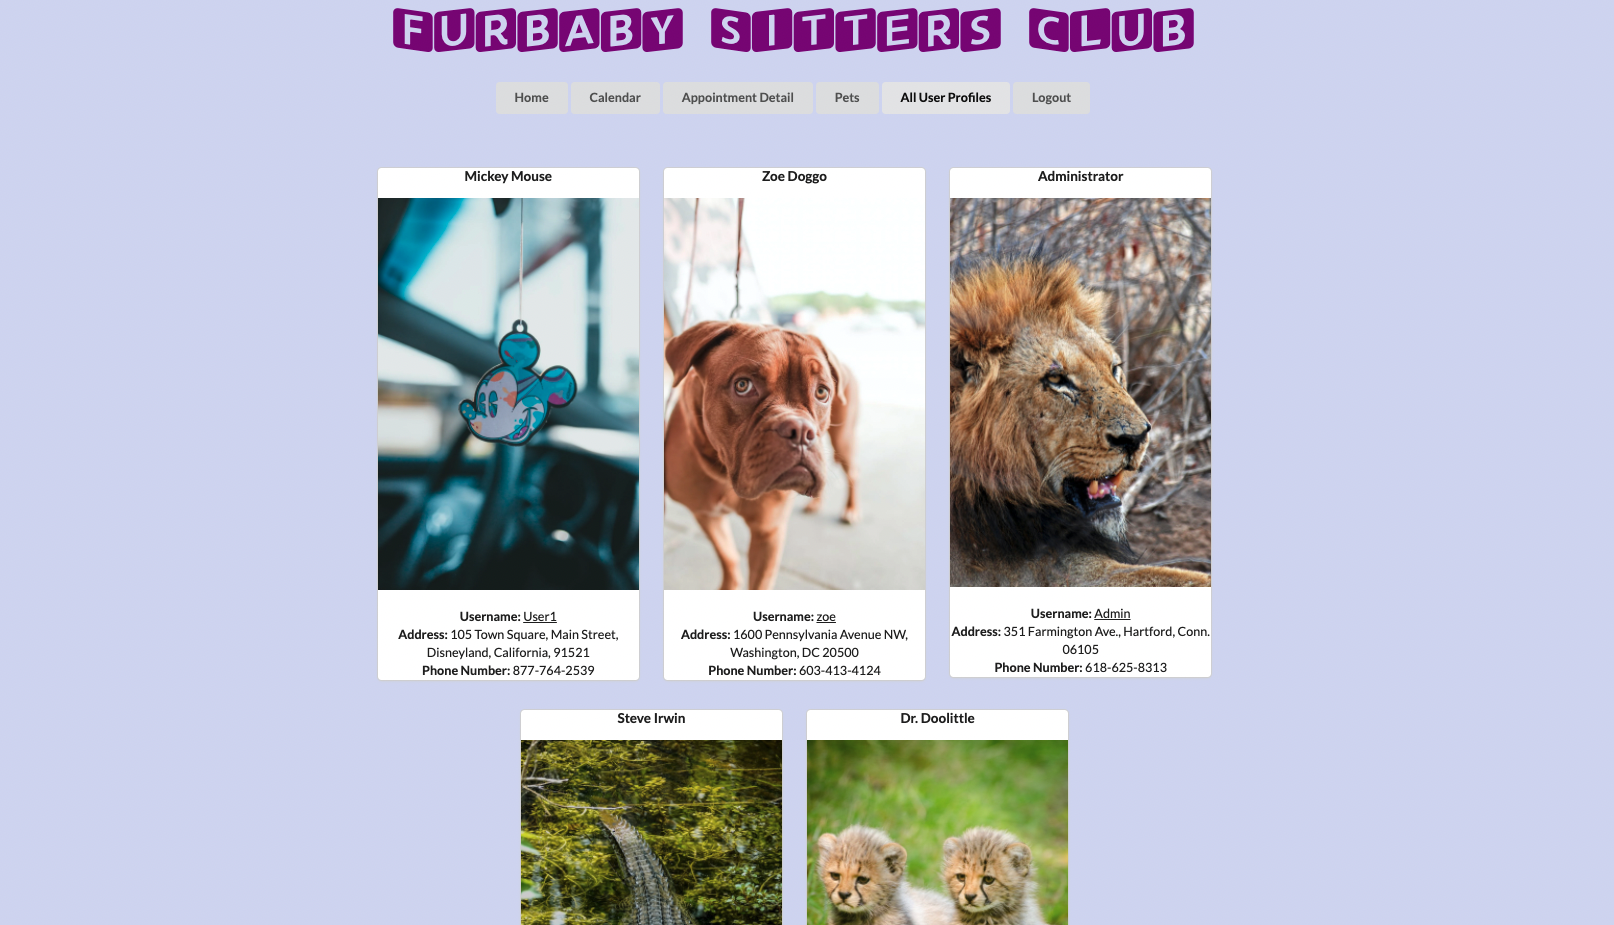 FURBABY SITTERS CLUB
Home Calendar Appointment Detail Pets All User Profiles Logout
Mickey Mouse
Username: User1
Address: 105 Town Square, Main Street,
Disneyland, California, 91521
Phone Number: 877-764-2539
Zoe Doggo
Username: zoe
Address: 1600 Pennsylvania Avenue NW,
Washington, DC 20500
Phone Number: 603-413-4124
Administrator
Username: Admin
Address: 351 Farmington Ave., Hartford, Conn.
06105
Phone Number: 618-625-8313
Steve Irwin
Dr. Doolittle